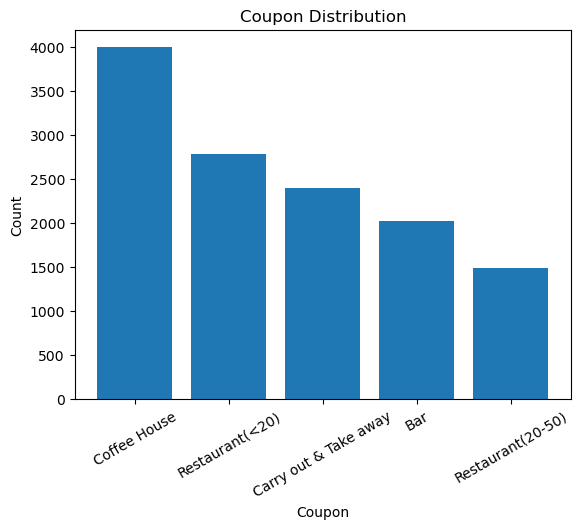 Coupon Distribution
4000
3500
3000
2500
2000
1500
1000
500
0
Count
Coffee House
Restaurant(<20)
Carry out & Take away
Bar
Restaurant(20-50)
Coupon